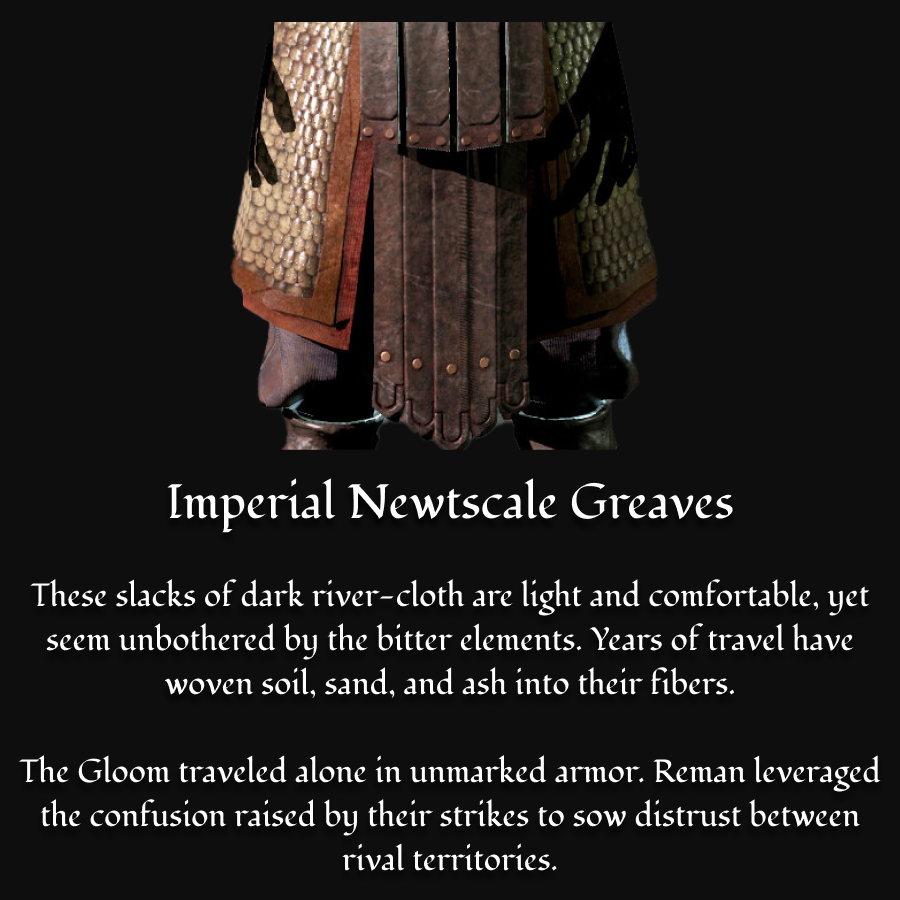 Imperial Newtscale Greaves
These slacks of dark river-cloth are light and comfortable, yet
seem unbothered by the bitter elements. Years of travel have
woven soil, sand, and ash into their fibers.
The Gloom traveled alone in unmarked armor. Reman leveraged
the confusion raised by their strikes to sow distrust between
rival territories.